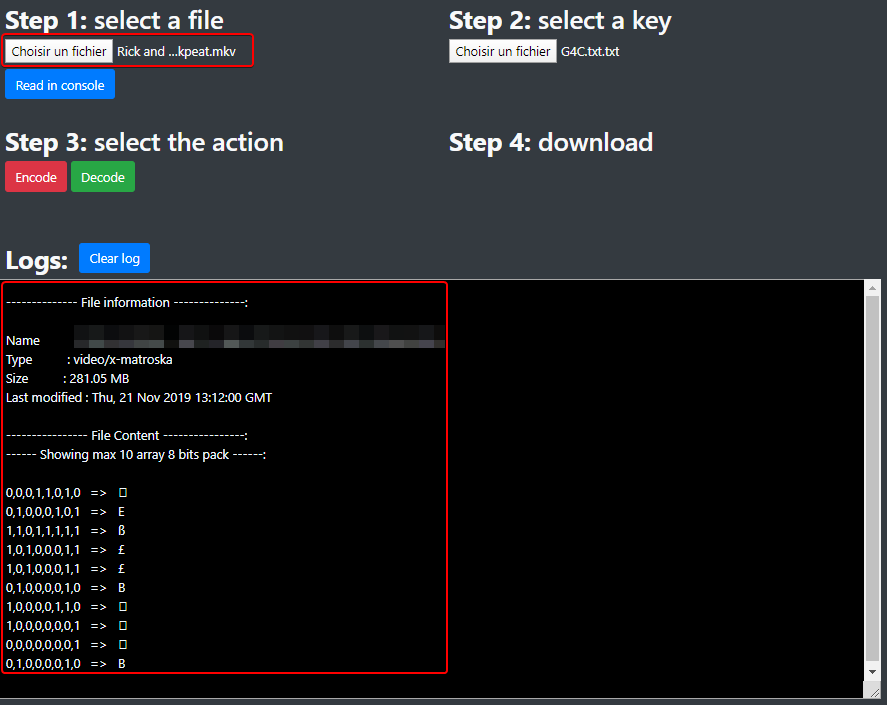 Step 1: select a file
Choisir un fichier Rick and ...kpeat.mkv
Read in console
Step 2: select a key
Choisir un fichier G4C.txt.txt
Step 3: select the action
Encode Decode
Step 4: download
Logs: Clear log
-------------- File information --------------:
Name
Type : video/x-matroska
Size : 281.05 MB
Last modified : Thu, 21 Nov 2019 13:12:00 GMT
---------------- File Content ----------------:
------ Showing max 10 array 8 bits pack ------:
0,0,0,1,1,0,1,0 => □
0,1,0,0,0,1,0,1 => E
1,1,0,1,1,1,1,1 => ß
1,0,1,0,0,0,1,1 => £
1,0,1,0,0,0,1,1 => £
0,1,0,0,0,0,1,0 => B
1,0,0,0,0,1,1,0 => □
1,0,0,0,0,0,0,1 => □
0,0,0,0,0,0,0,1 => □
0,1,0,0,0,0,1,0 => B